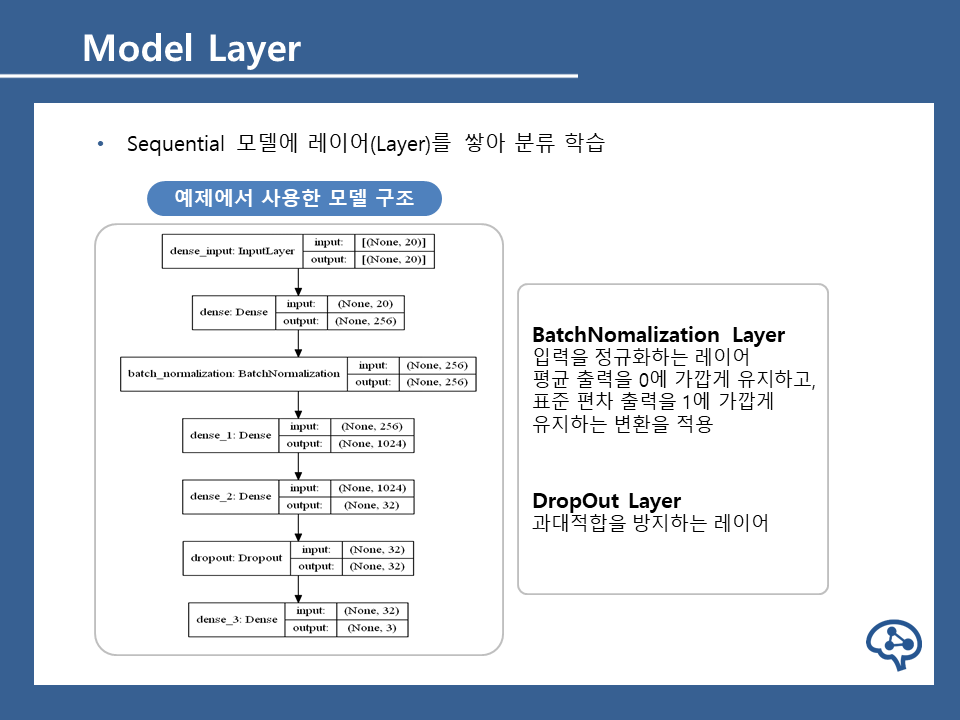 Model Layer
• Sequential 모델에 레이어(Layer)를 쌓아 분류 학습
예제에서 사용한 모델 구조
dense_input: InputLayer
input: [(None, 20)]
output: [(None, 20)]
dense: Dense
input: (None, 20)
output: (None, 256)
batch_normalization: BatchNormalization
input: (None, 256)
output: (None, 256)
dense_1: Dense
input: (None, 256)
output: (None, 1024)
dense_2: Dense
input: (None, 1024)
output: (None, 32)
dropout: Dropout
input: (None, 32)
output: (None, 32)
dense_3: Dense
input: (None, 32)
output: (None, 3)
BatchNomalization Layer
입력을 정규화하는 레이어
평균 출력을 0에 가깝게 유지하고,
표준 편차 출력을 1에 가깝게
유지하는 변환을 적용
DropOut Layer
과대적합을 방지하는 레이어